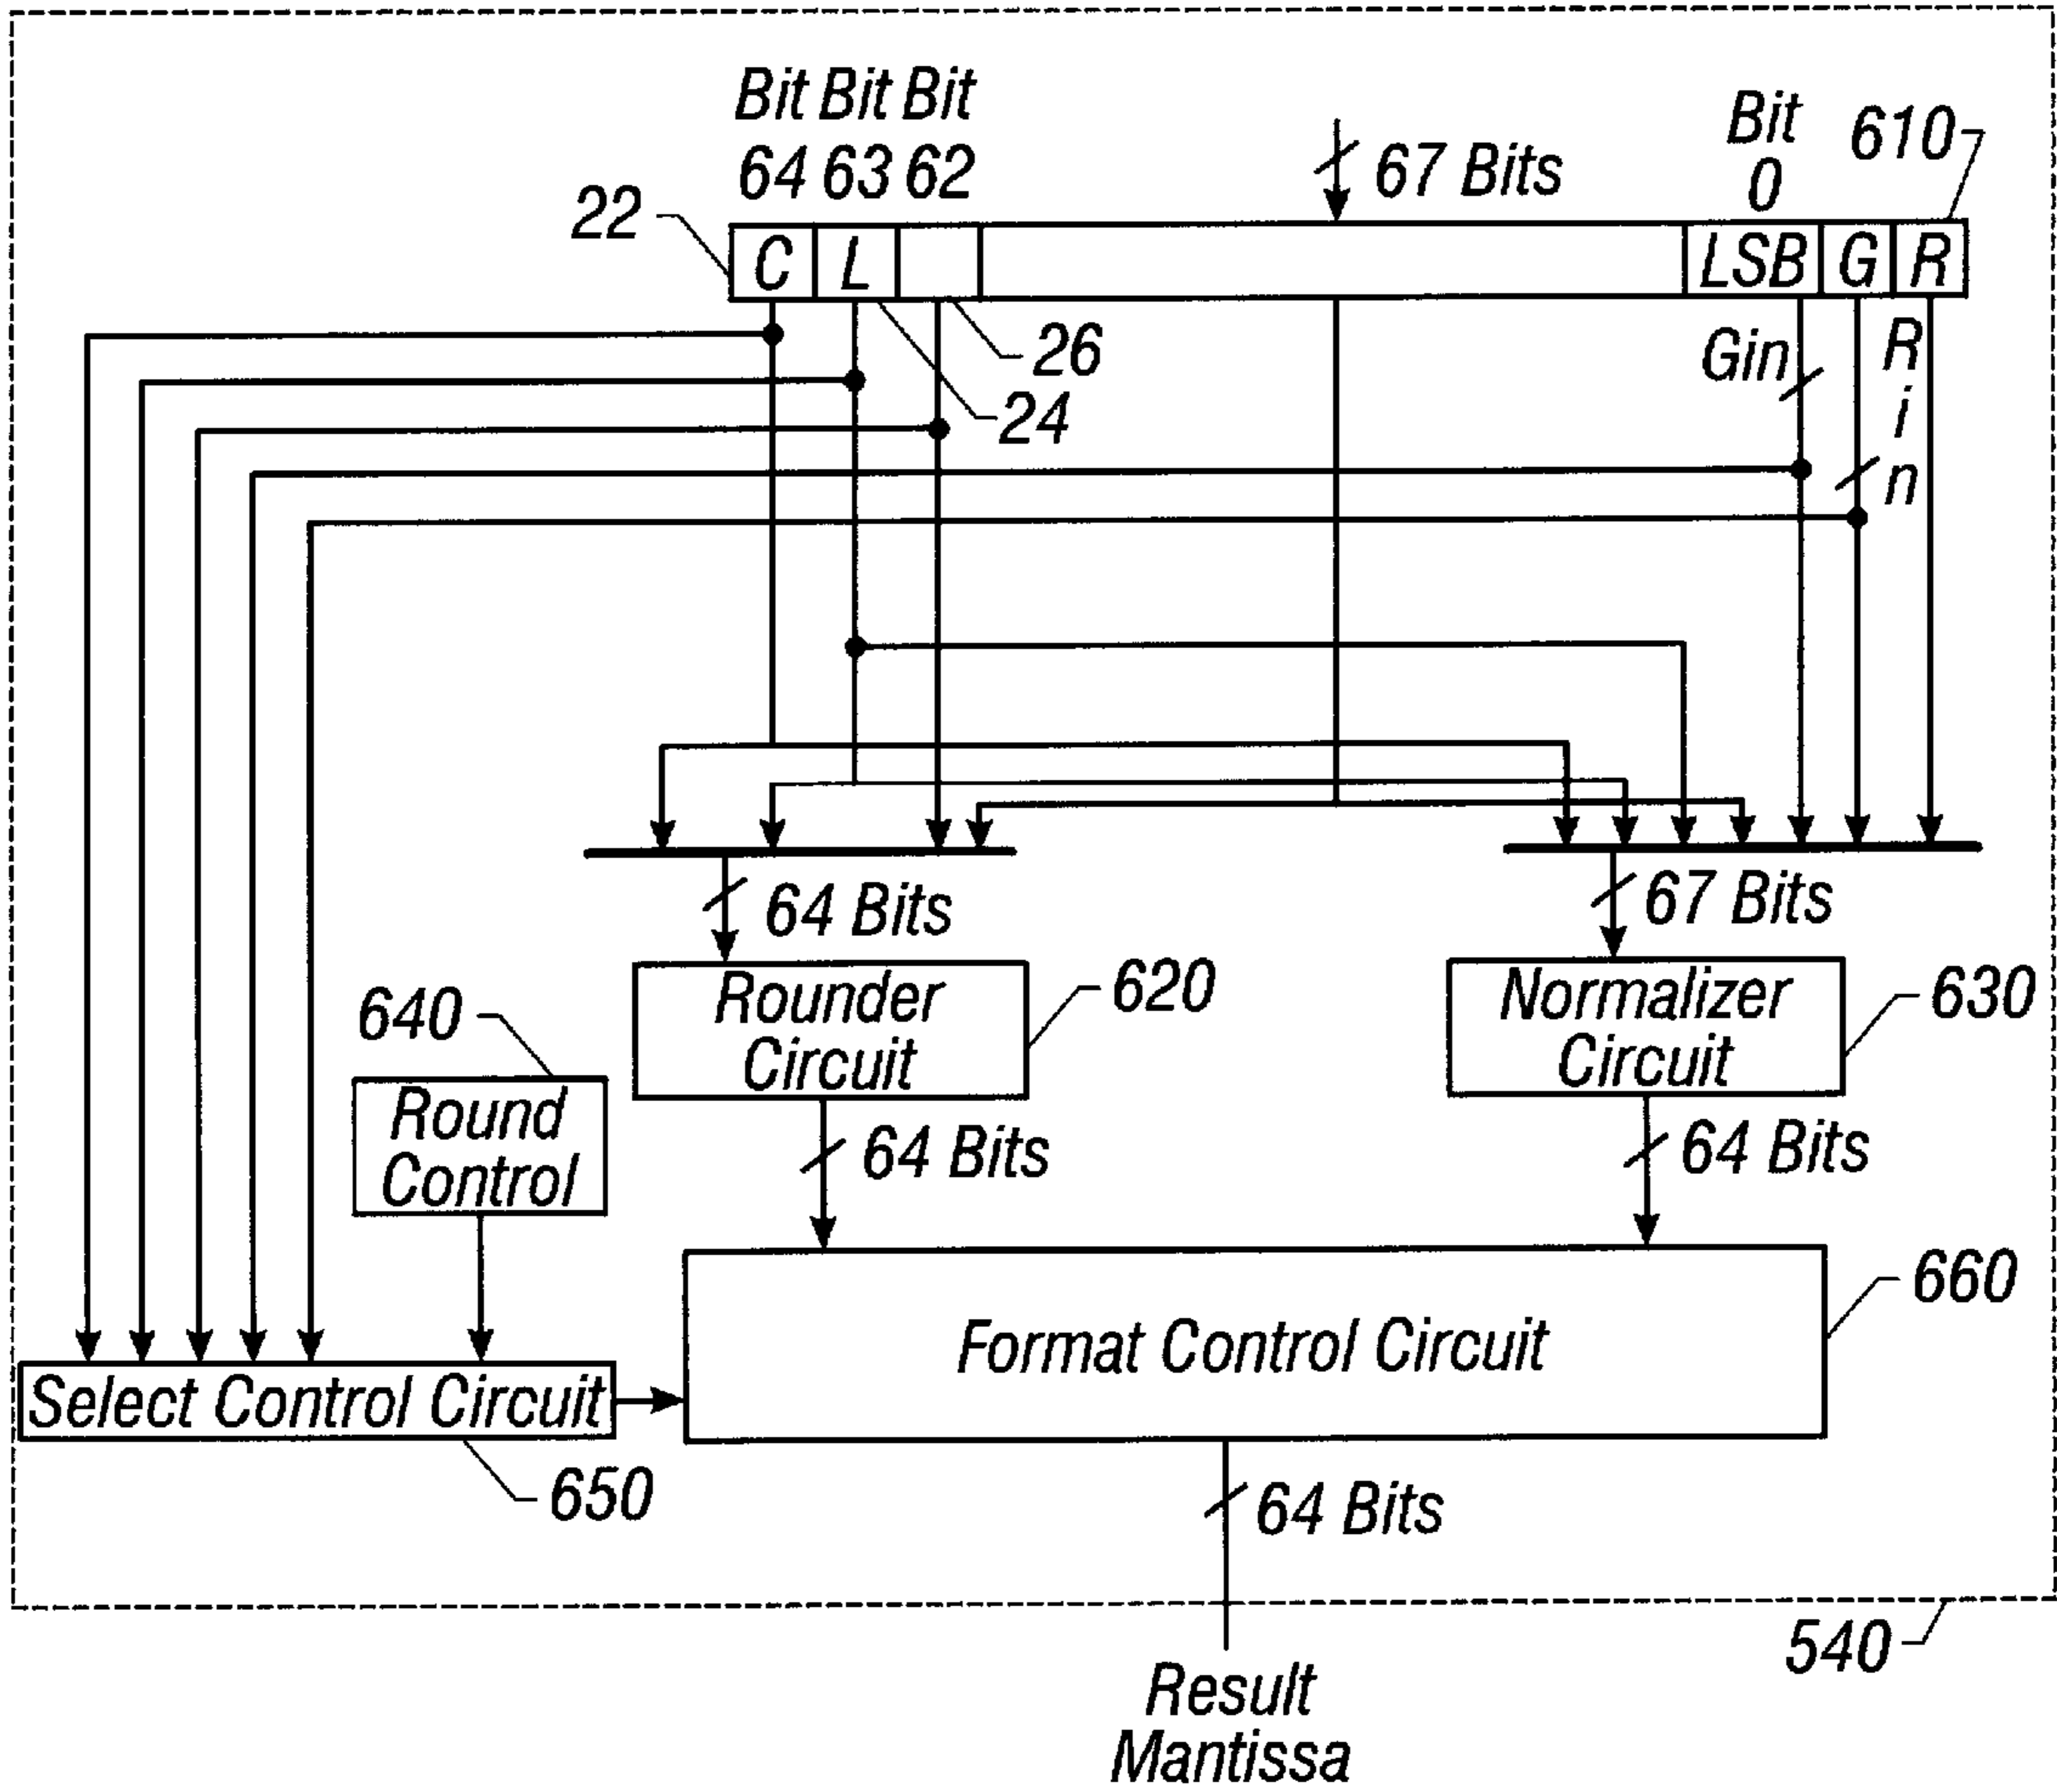 Bit Bit Bit
64 63 62
Bit
0
610
67 Bits
22
C L LSB G R
26
24
Gin
R
i
n
64 Bits
67 Bits
Rounder
Circuit
620
Normalizer
Circuit
630
640
Round
Control
64 Bits
64 Bits
660
Format Control Circuit
Select Control Circuit
650
64 Bits
540
Result
Mantissa